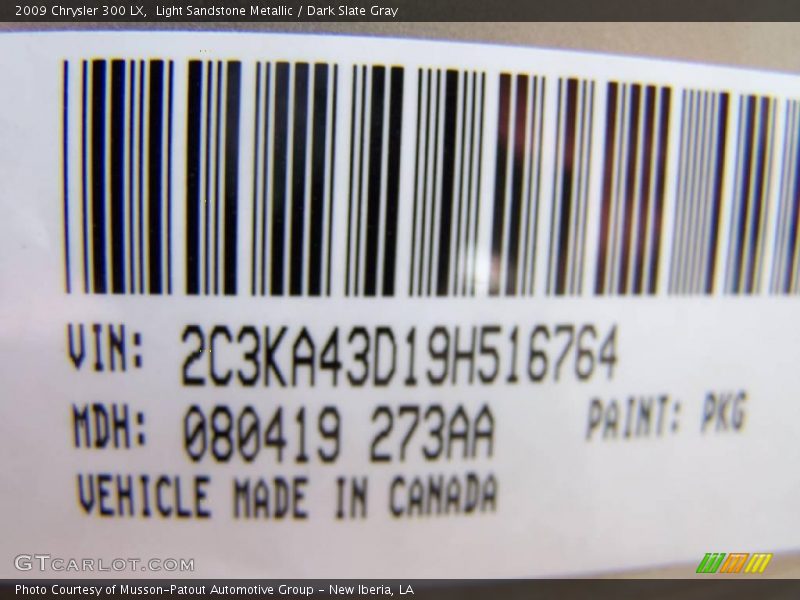 2009 Chrysler 300 LX,  Light Sandstone Metallic / Dark Slate Gray
VIN: 2C3KA43D19H516764
MDH: 080419 273AA PAINT: PKG
VEHICLE MADE IN CANADA
GTCARLOT.COM
Photo Courtesy of Musson-Patout Automotive Group - New Iberia, LA